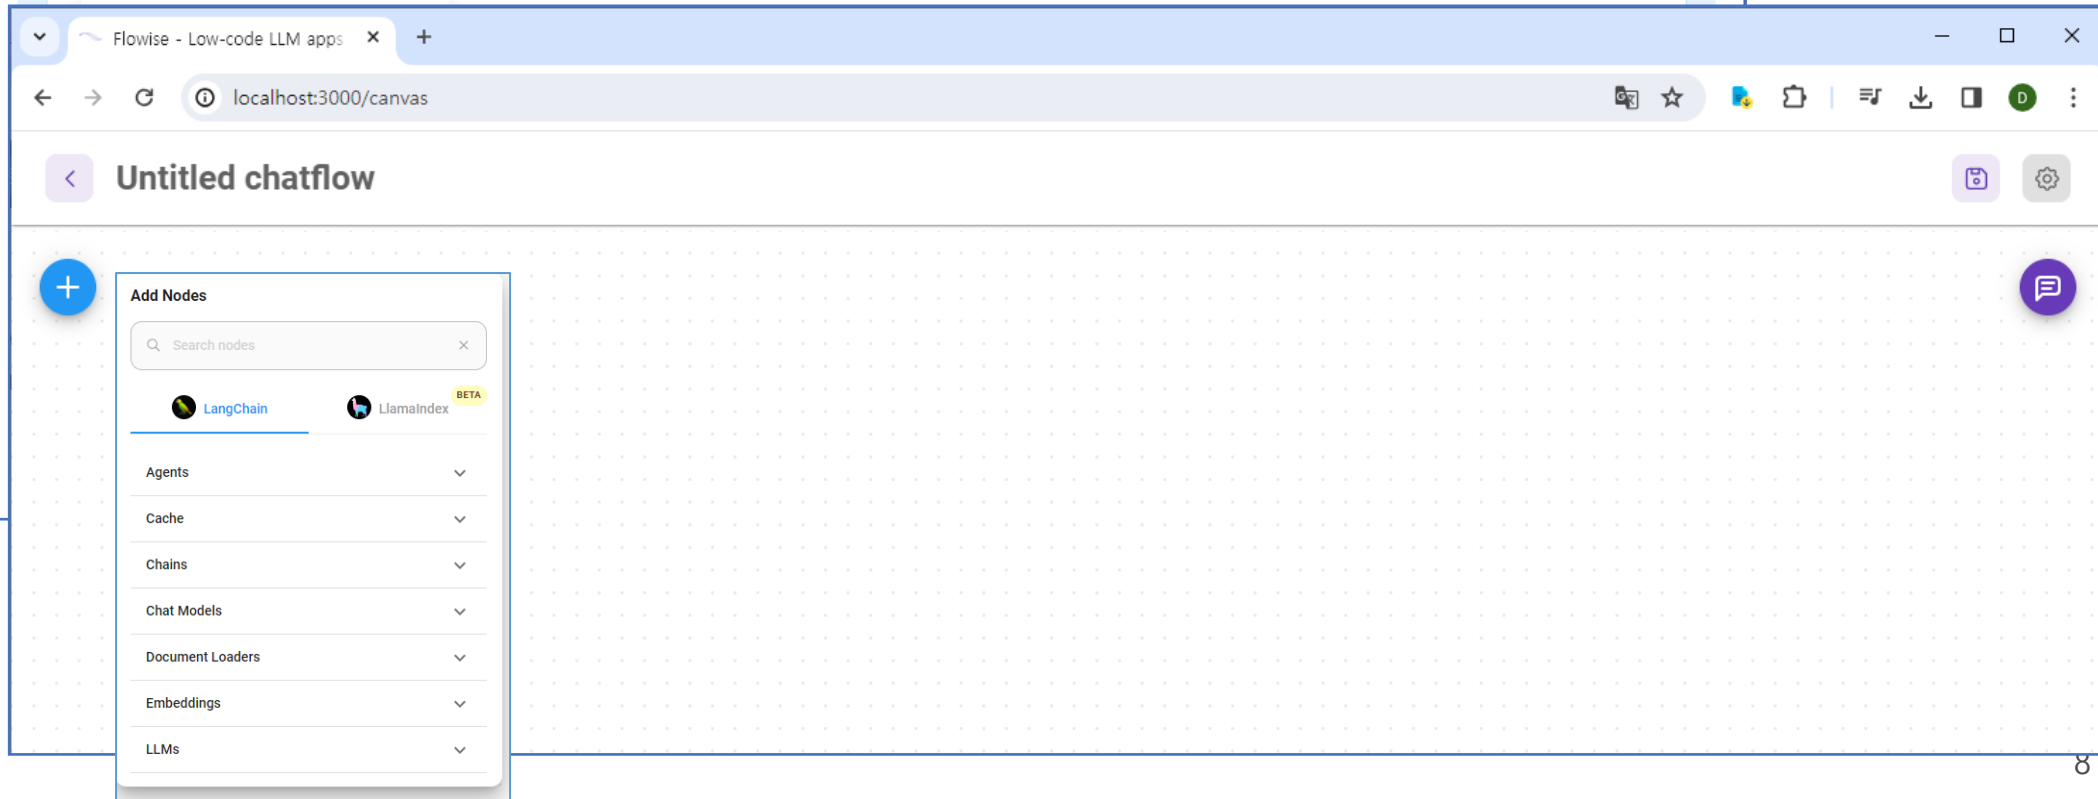 Flowise - Low-code LLM apps
localhost:3000/canvas
D
Untitled chatflow
Add Nodes
Search nodes
LangChain
LlamaIndex
BETA
Agents
Cache
Chains
Chat Models
Document Loaders
Embeddings
LLMs
8